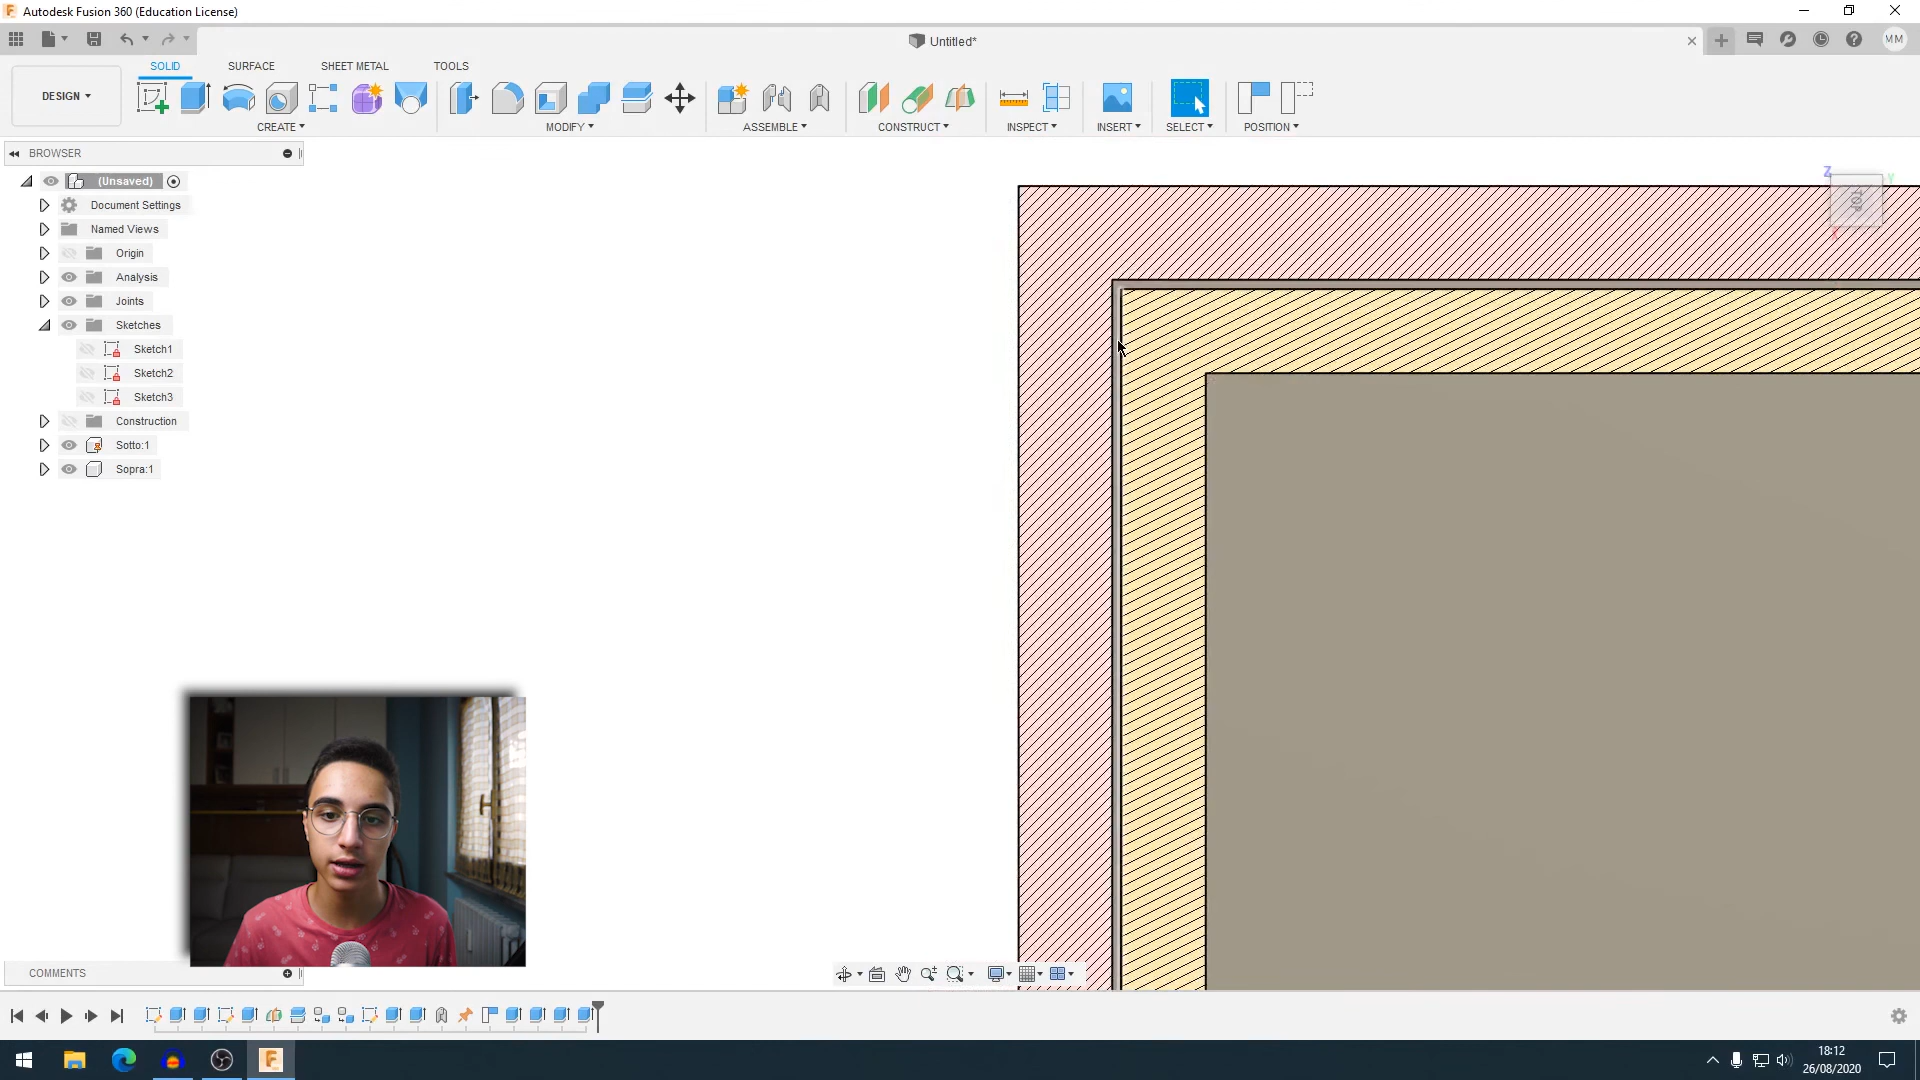 Autodesk Fusion 360 (Education License)
Untitled*
MM
DESIGN
SOLID
SURFACE
SHEET METAL
TOOLS
CREATE
MODIFY
ASSEMBLE
CONSTRUCT
INSPECT
INSERT
SELECT
POSITION
BROWSER
(Unsaved)
Document Settings
Named Views
Origin
Analysis
Joints
Sketches
Sketch1
Sketch2
Sketch3
Construction
Sotto:1
Sopra:1
Z
Y
TOP
X
COMMENTS
18:12
26/08/2020